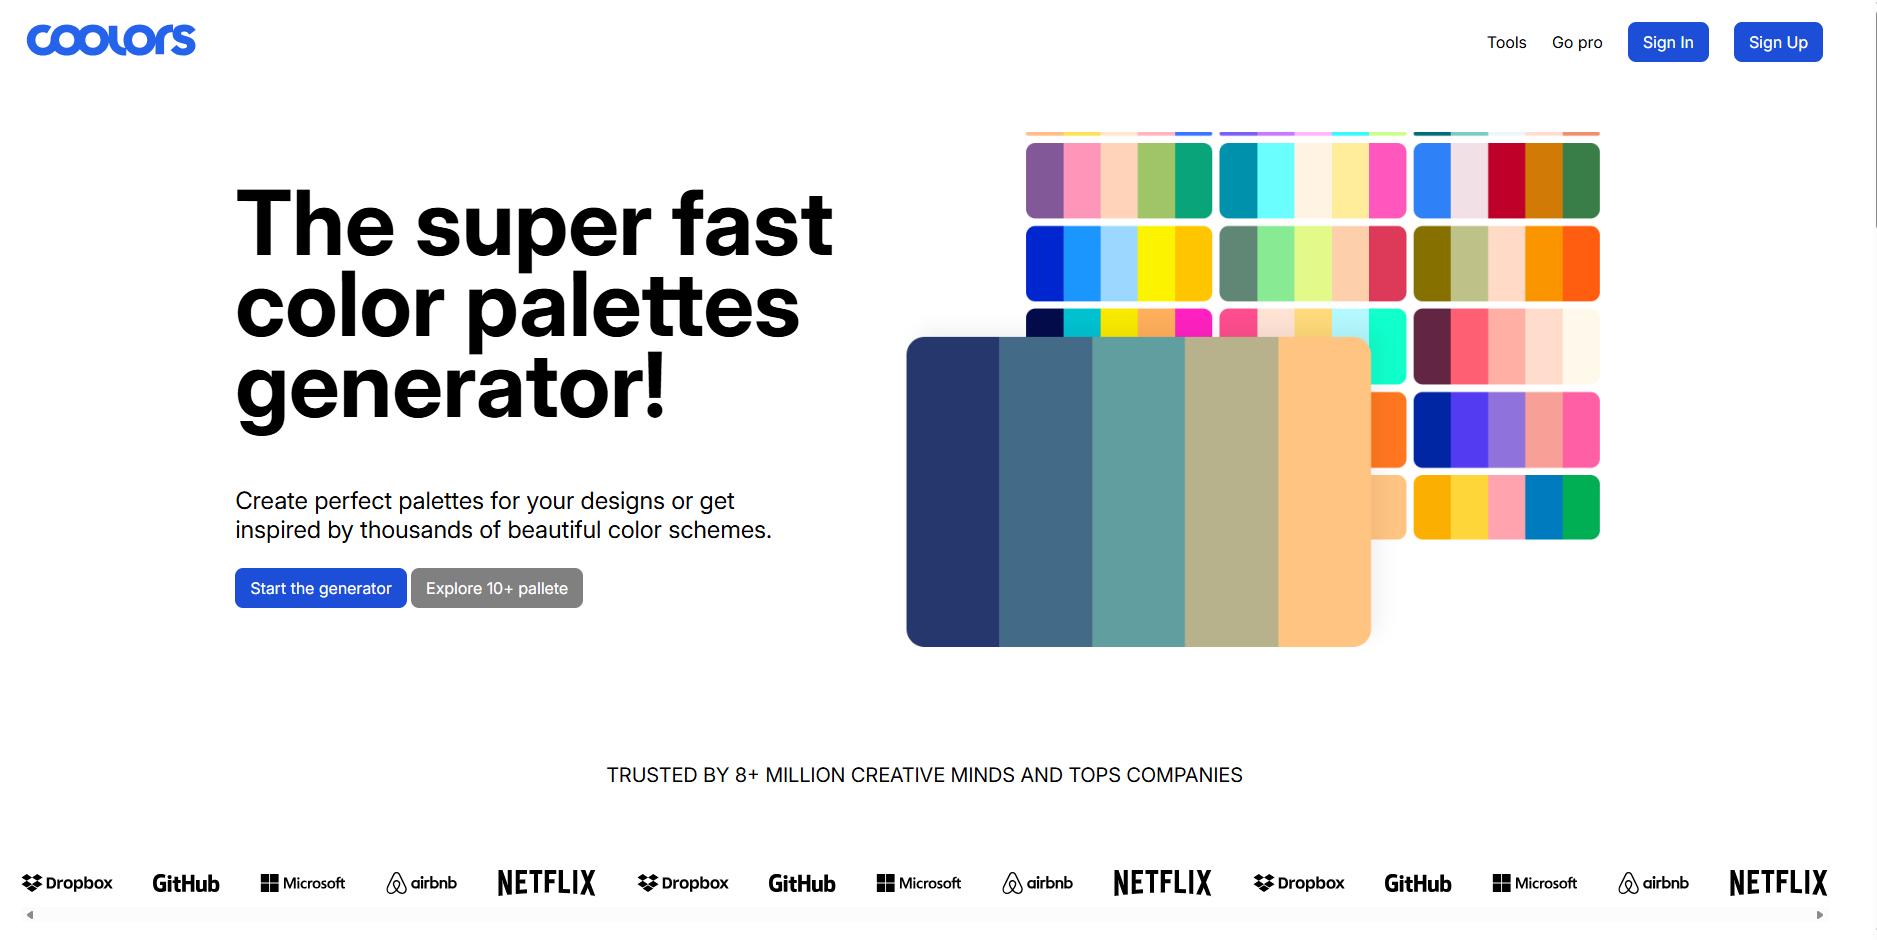 coolors
Tools Go pro Sign In Sign Up
The super fast
color palettes
generator!
Create perfect palettes for your designs or get
inspired by thousands of beautiful color schemes.
Start the generator Explore 10+ pallete
TRUSTED BY 8+ MILLION CREATIVE MINDS AND TOPS COMPANIES
Dropbox GitHub Microsoft airbnb NETFLIX Dropbox GitHub Microsoft airbnb NETFLIX Dropbox GitHub Microsoft airbnb NETFLIX